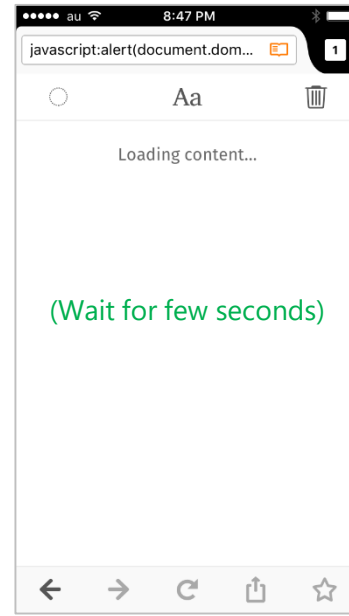 au 8:47 PM
javascript:alert(document.dom... 1
Aa
Loading content...
(Wait for few seconds)